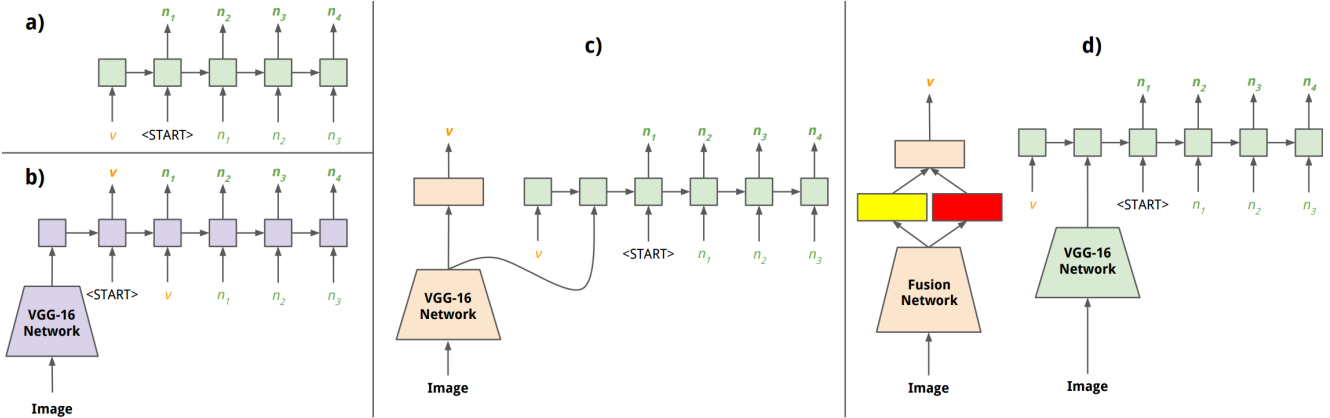 a)
n1 n2 n3 n4
v <START> n1 n2 n3
b)
v n1 n2 n3 n4
<START> v n1 n2 n3
VGG-16
Network
Image
c)
v
n1 n2 n3 n4
v <START> n1 n2 n3
VGG-16
Network
Image
d)
v
n1 n2 n3 n4
v <START> n1 n2 n3
Fusion
Network
Image
VGG-16
Network
Image